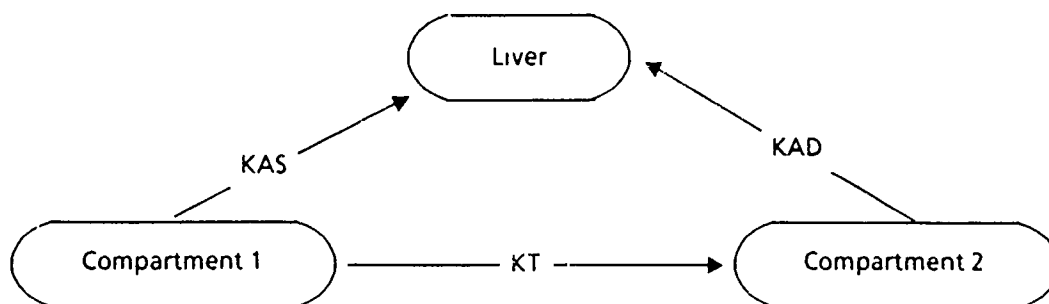 Liver
KAS
KAD
Compartment 1
KT
Compartment 2